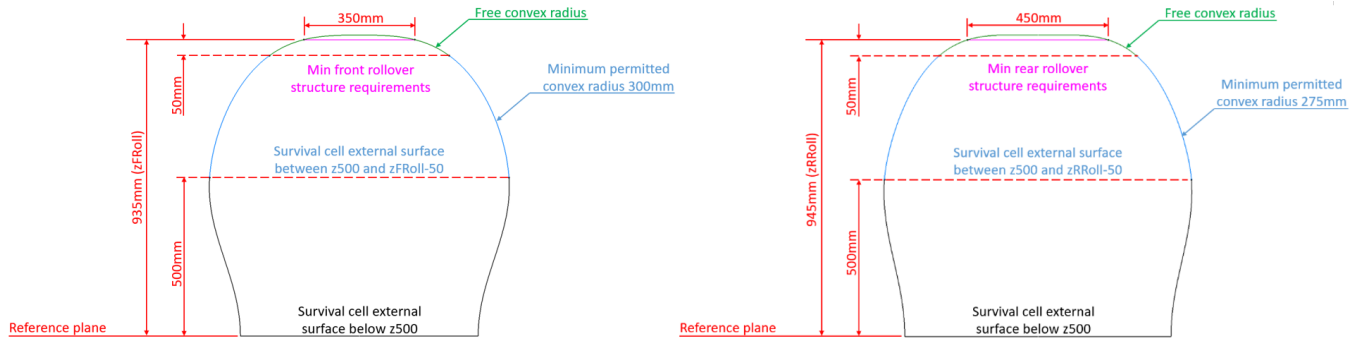 350mm
Free convex radius
Min front rollover
structure requirements
50mm
Minimum permitted
convex radius 300mm
935mm (zFRoll)
Survival cell external surface
between z500 and zFRoll-50
500mm
Survival cell external
surface below z500
Reference plane
450mm
Free convex radius
Min rear rollover
structure requirements
50mm
Minimum permitted
convex radius 275mm
945mm (zRRoll)
Survival cell external surface
between z500 and zRRoll-50
500mm
Survival cell external
surface below z500
Reference plane